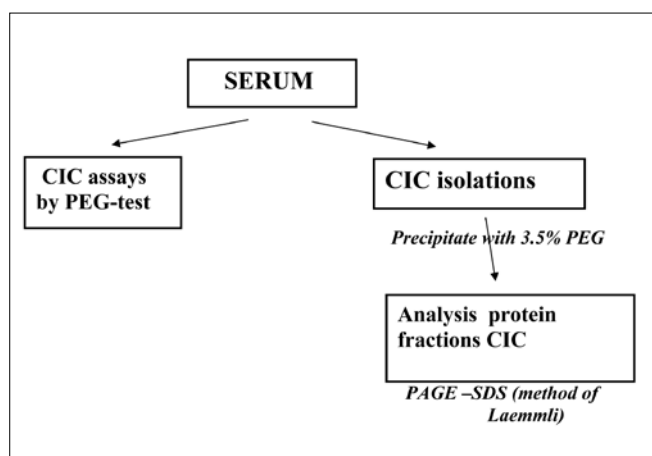 SERUM
CIC assays
by PEG-test
CIC isolations
Precipitate with 3.5% PEG
Analysis protein
fractions CIC
PAGE –SDS (method of
Laemmli)